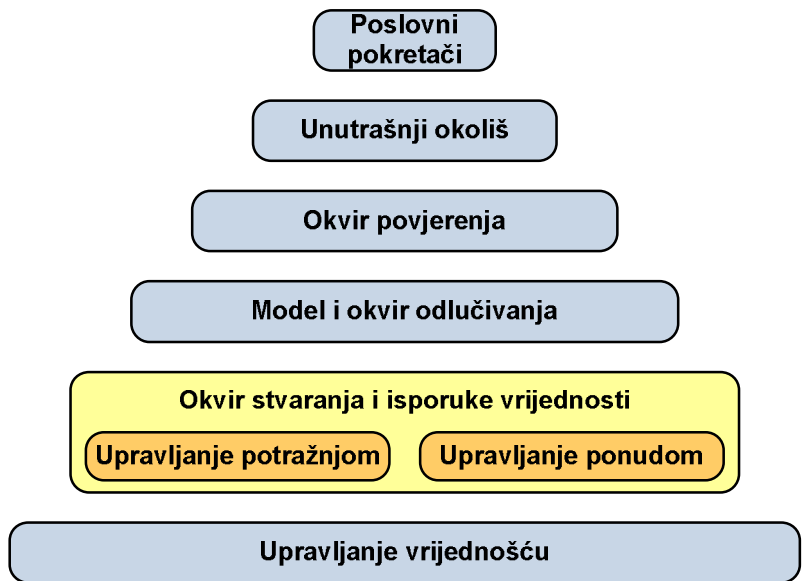 Poslovni
pokretači
Unutrašnji okoliš
Okvir povjerenja
Model i okvir odlučivanja
Okvir stvaranja i isporuke vrijednosti
Upravljanje potražnjom
Upravljanje ponudom
Upravljanje vrijednošću